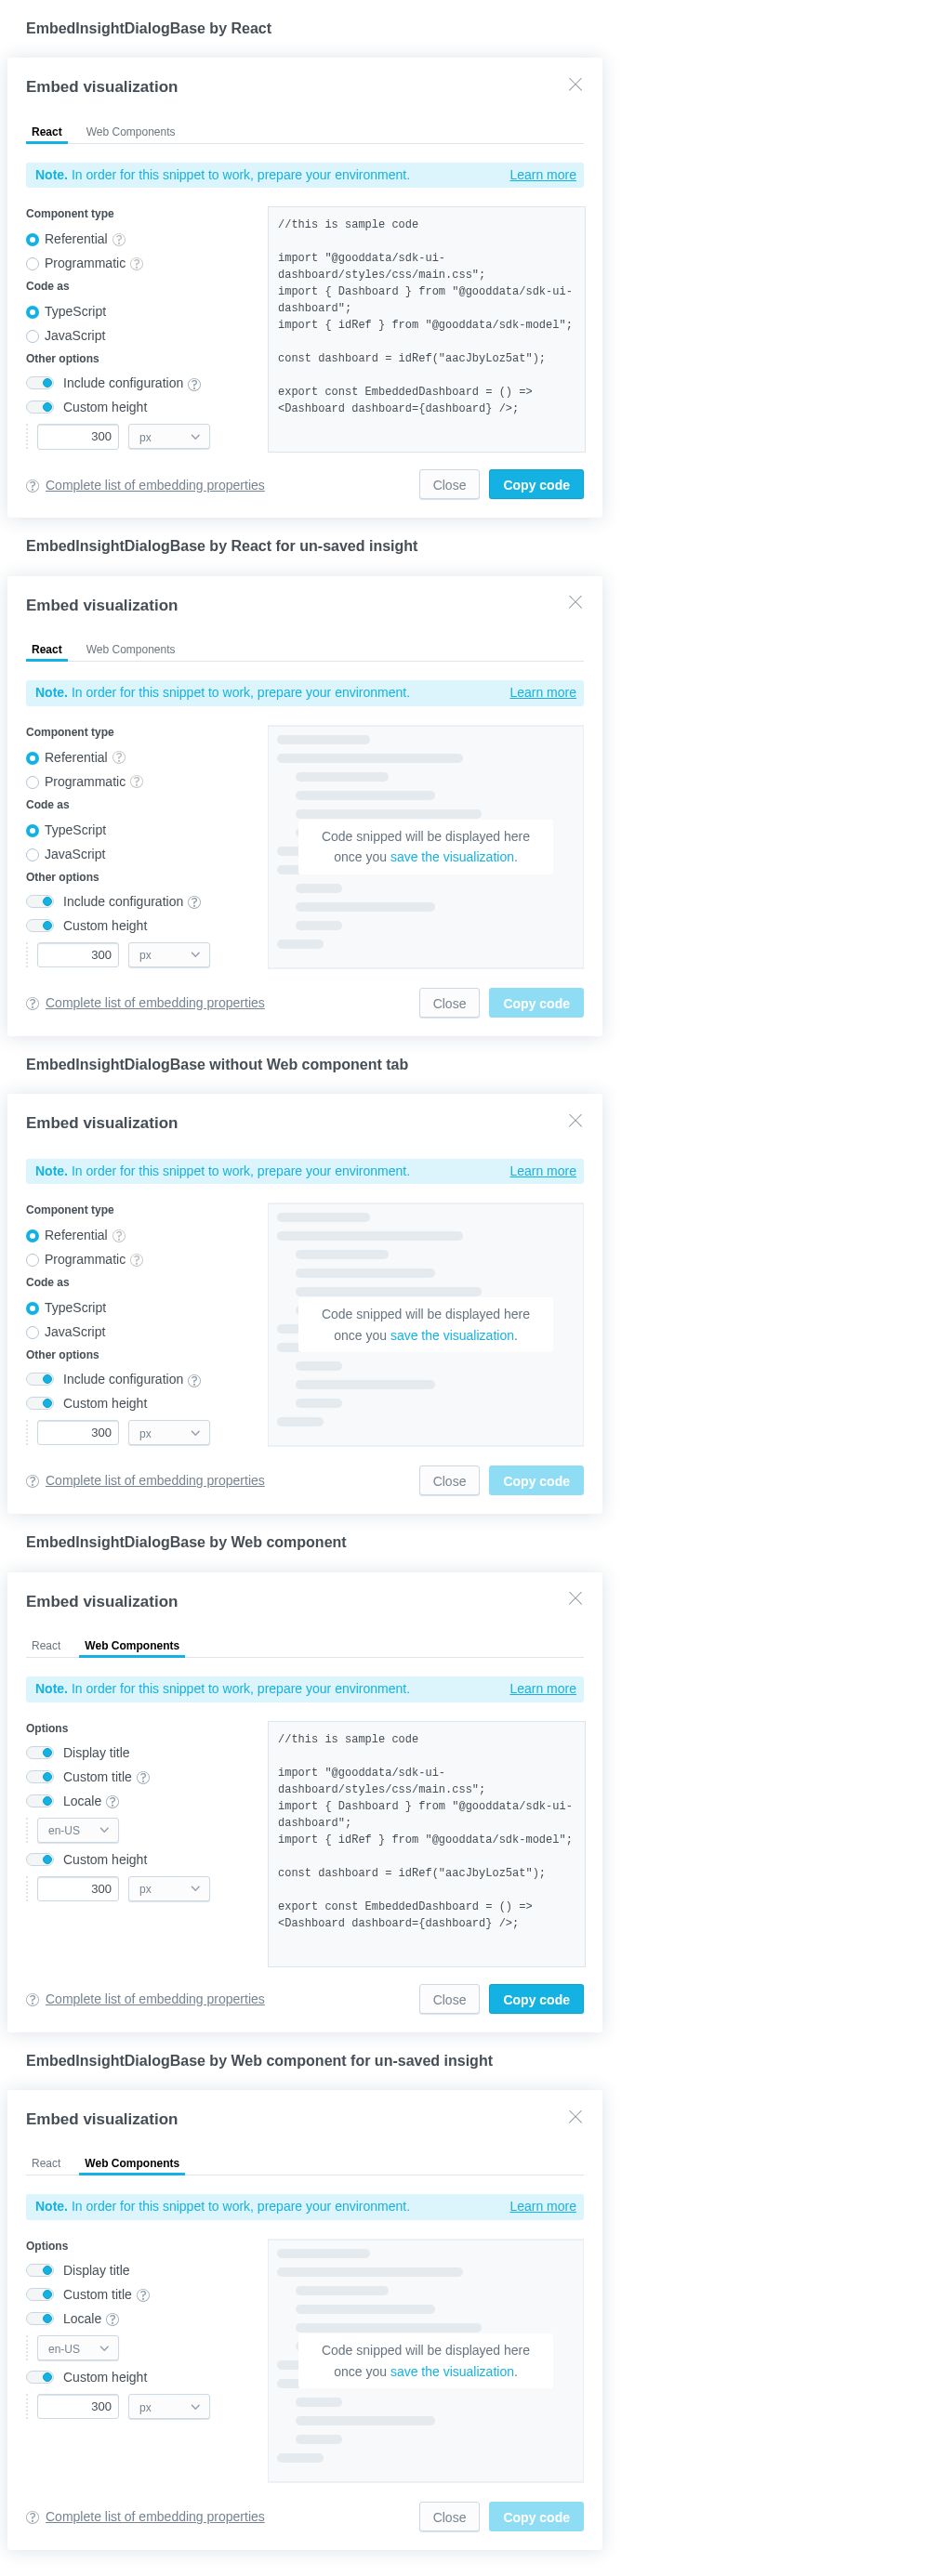 EmbedInsightDialogBase by React
Embed visualization
React Web Components
Note. In order for this snippet to work, prepare your environment. Learn more
Component type
Referential ?
Programmatic ?
Code as
TypeScript
JavaScript
Other options
Include configuration ?
Custom height
300 px
//this is sample code
import "@gooddata/sdk-ui-
dashboard/styles/css/main.css";
import { Dashboard } from "@gooddata/sdk-ui-
dashboard";
import { idRef } from "@gooddata/sdk-model";
const dashboard = idRef("aacJbyLoz5at");
export const EmbeddedDashboard = () =>
<Dashboard dashboard={dashboard} />;
? Complete list of embedding properties Close Copy code
EmbedInsightDialogBase by React for un-saved insight
Embed visualization
React Web Components
Note. In order for this snippet to work, prepare your environment. Learn more
Component type
Referential ?
Programmatic ?
Code as
TypeScript
JavaScript
Other options
Include configuration ?
Custom height
300 px
Code snipped will be displayed here
once you save the visualization.
? Complete list of embedding properties Close Copy code
EmbedInsightDialogBase without Web component tab
Embed visualization
Note. In order for this snippet to work, prepare your environment. Learn more
Component type
Referential ?
Programmatic ?
Code as
TypeScript
JavaScript
Other options
Include configuration ?
Custom height
300 px
Code snipped will be displayed here
once you save the visualization.
? Complete list of embedding properties Close Copy code
EmbedInsightDialogBase by Web component
Embed visualization
React Web Components
Note. In order for this snippet to work, prepare your environment. Learn more
Options
Display title
Custom title ?
Locale ?
en-US
Custom height
300 px
//this is sample code
import "@gooddata/sdk-ui-
dashboard/styles/css/main.css";
import { Dashboard } from "@gooddata/sdk-ui-
dashboard";
import { idRef } from "@gooddata/sdk-model";
const dashboard = idRef("aacJbyLoz5at");
export const EmbeddedDashboard = () =>
<Dashboard dashboard={dashboard} />;
? Complete list of embedding properties Close Copy code
EmbedInsightDialogBase by Web component for un-saved insight
Embed visualization
React Web Components
Note. In order for this snippet to work, prepare your environment. Learn more
Options
Display title
Custom title ?
Locale ?
en-US
Custom height
300 px
Code snipped will be displayed here
once you save the visualization.
? Complete list of embedding properties Close Copy code